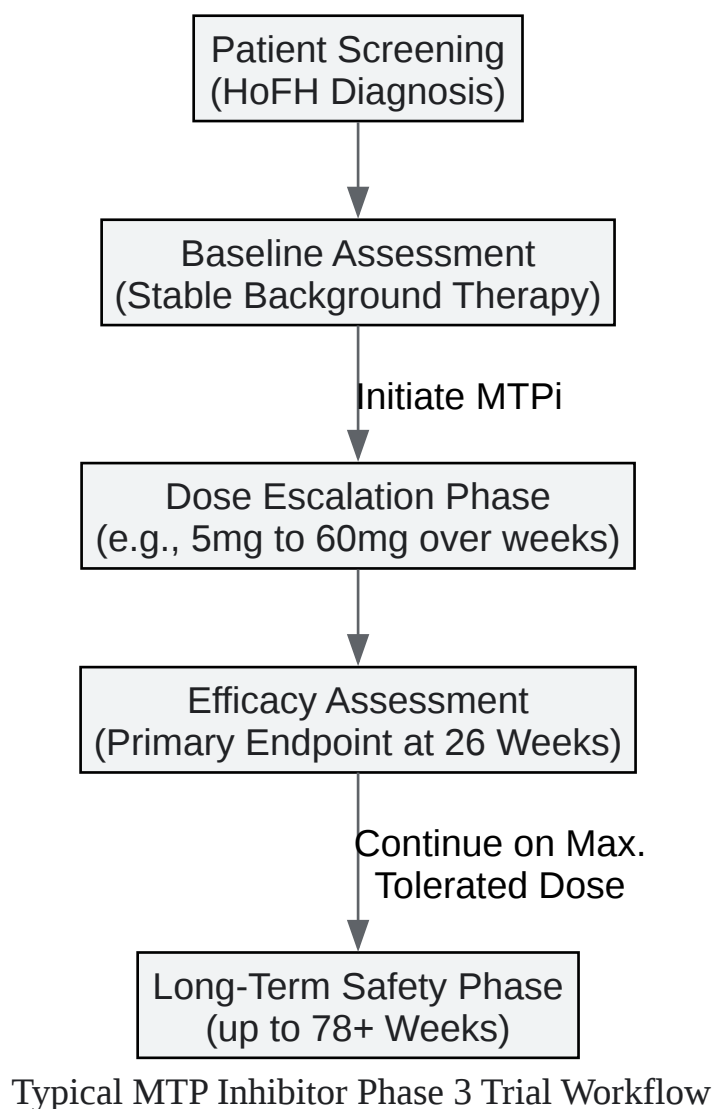 Patient Screening
(HoFH Diagnosis)
Baseline Assessment
(Stable Background Therapy)
Initiate MTPi
Dose Escalation Phase
(e.g., 5mg to 60mg over weeks)
Efficacy Assessment
(Primary Endpoint at 26 Weeks)
Continue on Max.
Tolerated Dose
Long-Term Safety Phase
(up to 78+ Weeks)
Typical MTP Inhibitor Phase 3 Trial Workflow